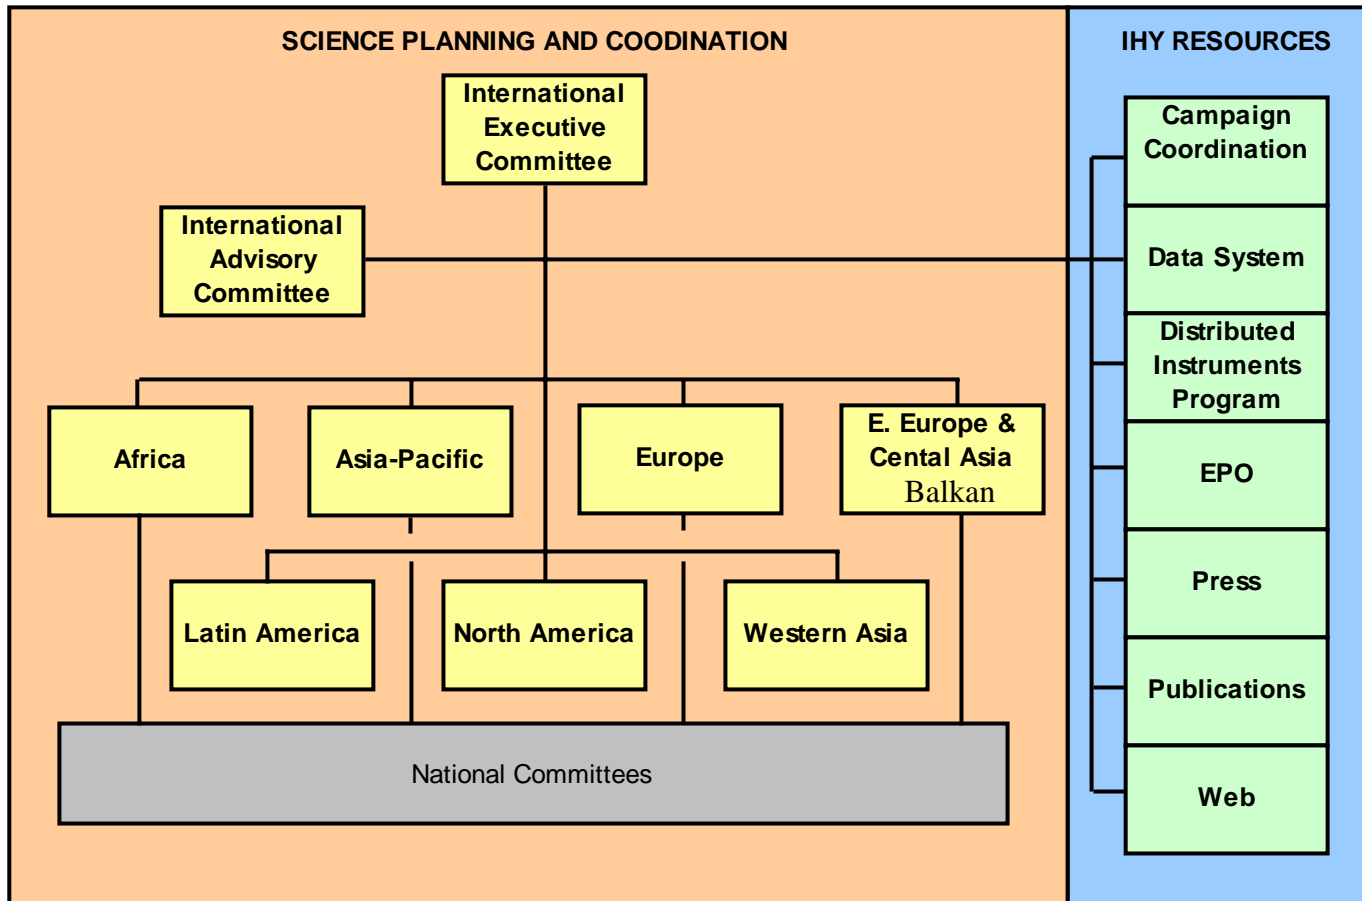 SCIENCE PLANNING AND COODINATION
IHY RESOURCES
International
Executive
Committee
International
Advisory
Committee
Africa
Asia-Pacific
Europe
E. Europe &
Cental Asia
Balkan
Latin America
North America
Western Asia
National Committees
Campaign
Coordination
Data System
Distributed
Instruments
Program
EPO
Press
Publications
Web